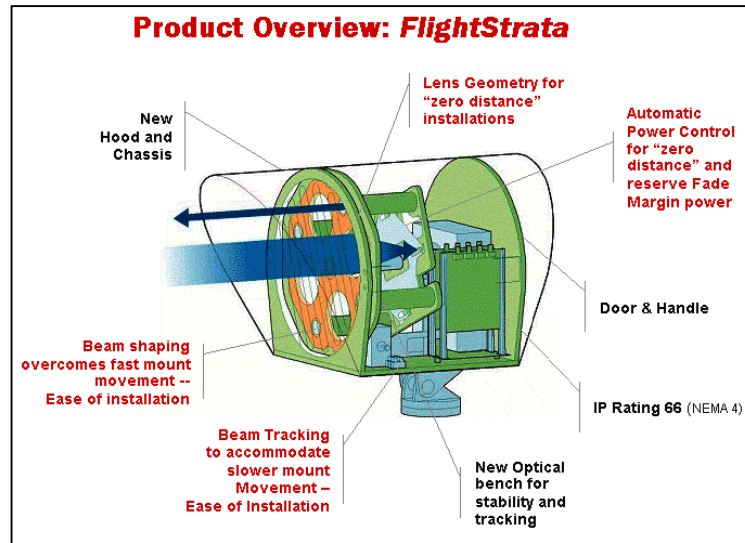 Product Overview: FlightStrata
Lens Geometry for
“zero distance”
installations
New
Hood and
Chassis
Automatic
Power Control
for “zero
distance” and
reserve Fade
Margin power
Door & Handle
Beam shaping
overcomes fast mount
movement --
Ease of installation
IP Rating 66 (NEMA 4)
Beam Tracking
to accommodate
slower mount
Movement –
Ease of Installation
New Optical
bench for
stability and
tracking